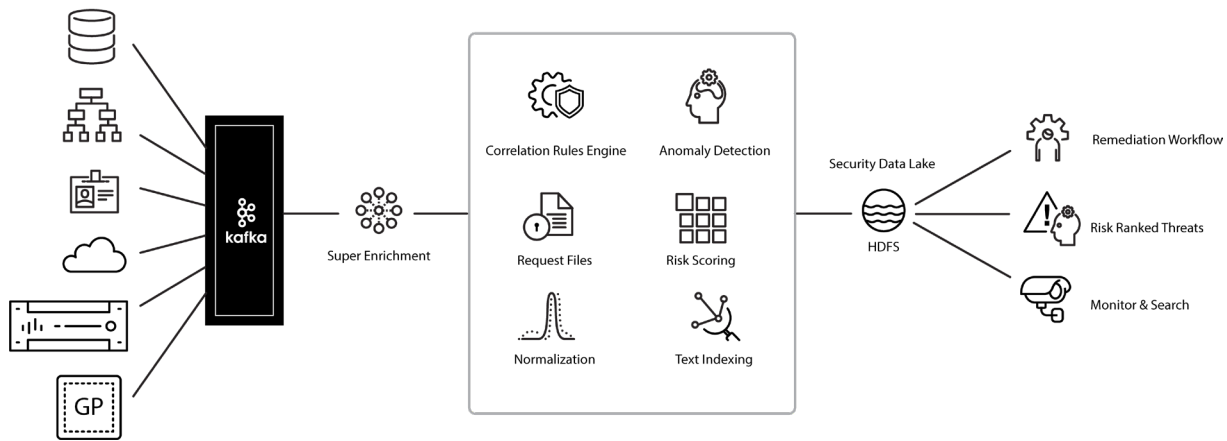 Correlation Rules Engine
Anomaly Detection
Security Data Lake
Remediation Workflow
kafka
Super Enrichment
Request Files
Risk Scoring
HDFS
Risk Ranked Threats
Monitor & Search
Normalization
Text Indexing
GP